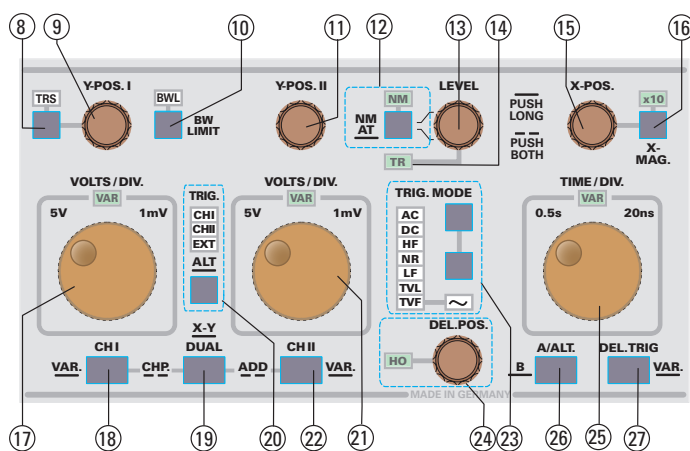 8 9 10 11 12 13 14 15 16
Y-POS. I Y-POS. II LEVEL X-POS.
TRS BWL NM PUSH LONG x10
BW LIMIT
NM AT
PUSH BOTH
X-MAG.
TR
VOLTS / DIV. VOLTS / DIV. TRIG. MODE TIME / DIV.
VAR TRIG. VAR VAR
5V 1mV 5V 1mV 0.5s 20ns
CHI
CHII
EXT
ALT
AC
DC
HF
NR
LF
TVL
TVF ~
X-Y DEL.POS.
HO
CH I DUAL CH II A/ALT. DEL.TRIG
VAR. CHP. ADD VAR. B VAR.
MADE IN GERMANY
17 18 19 20 22 21 24 23 26 25 27